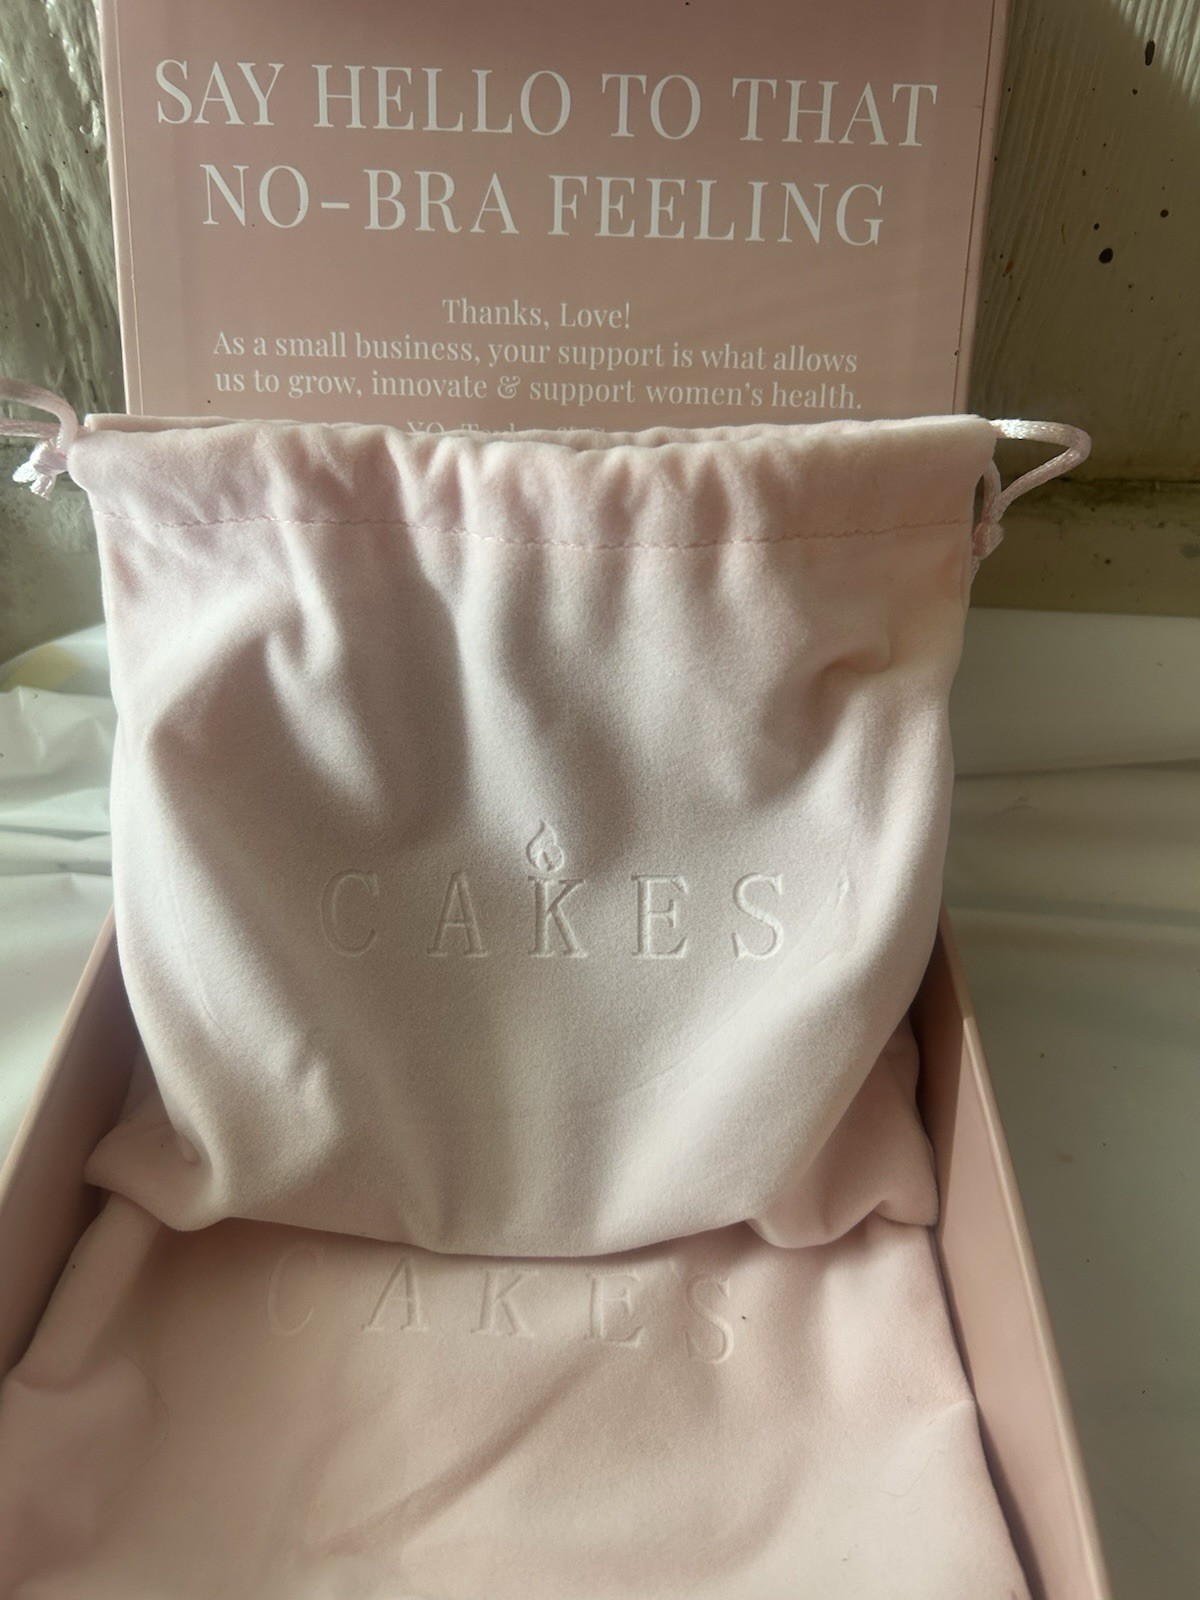 SAY HELLO TO THAT
NO-BRA FEELING
Thanks, Love!
As a small business, your support is what allows
us to grow, innovate & support women's health.
CAKES
CAKES